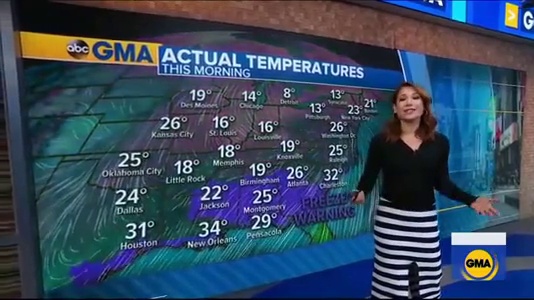 abc GMA ACTUAL TEMPERATURES
THIS MORNING
19° Des Moines
14° Chicago
8° Detroit
13° Syracuse
21°
13° Pittsburgh
23° New York City
26° Kansas City
16° St. Louis
16° Louisville
26° Washington DC
25° Oklahoma City
18° Little Rock
18° Memphis
19° Knoxville
25° Raleigh
24° Dallas
22° Jackson
19° Birmingham
26° Atlanta
32° Charleston
25° Montgomery
FREEZE
WARNING
31° Houston
34° New Orleans
29° Pensacola
GMA